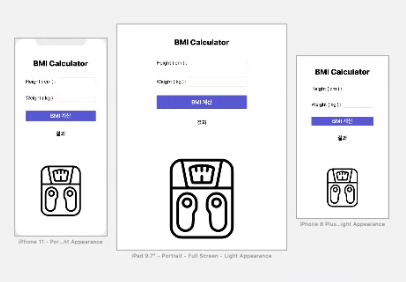 BMI Calculator
Height ( cm ) :
Weight ( kg ) :
BMI 계산
결과
iPhone 11 - Por...nt Appearance
BMI Calculator
Height ( cm ) :
Weight ( kg ) :
BMI 계산
결과
iPad 9.7" - Portrait - Full Screen - Light Appearance
BMI Calculator
Height ( cm ) :
Weight ( kg ) :
BMI 계산
결과
iPhone 8 Plus...ight Appearance